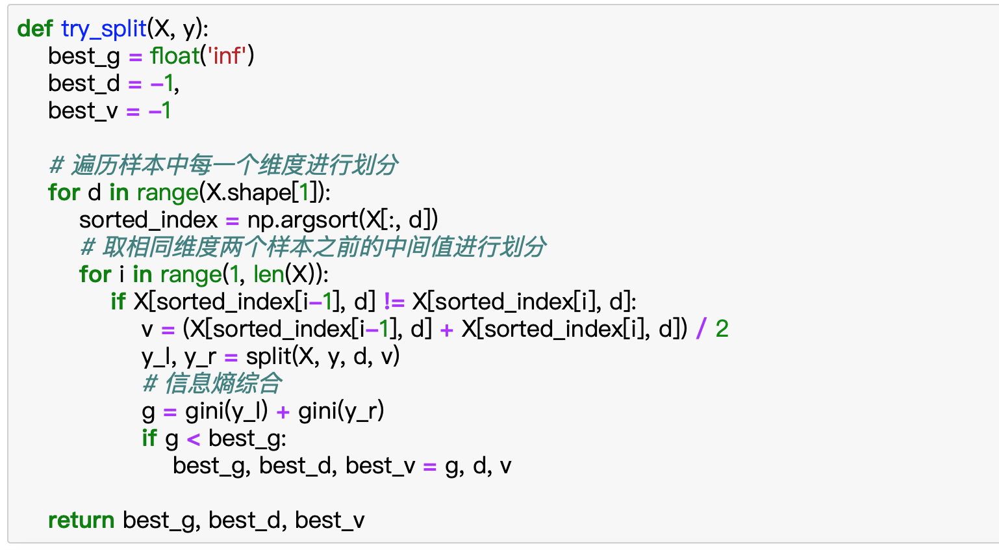 def try_split(X, y):
    best_g = float('inf')
    best_d = -1,
    best_v = -1

    # 遍历样本中每一个维度进行划分
    for d in range(X.shape[1]):
        sorted_index = np.argsort(X[:, d])
        # 取相同维度两个样本之前的中间值进行划分
        for i in range(1, len(X)):
            if X[sorted_index[i-1], d] != X[sorted_index[i], d]:
                v = (X[sorted_index[i-1], d] + X[sorted_index[i], d]) / 2
                y_l, y_r = split(X, y, d, v)
                # 信息熵综合
                g = gini(y_l) + gini(y_r)
                if g < best_g:
                    best_g, best_d, best_v = g, d, v

    return best_g, best_d, best_v